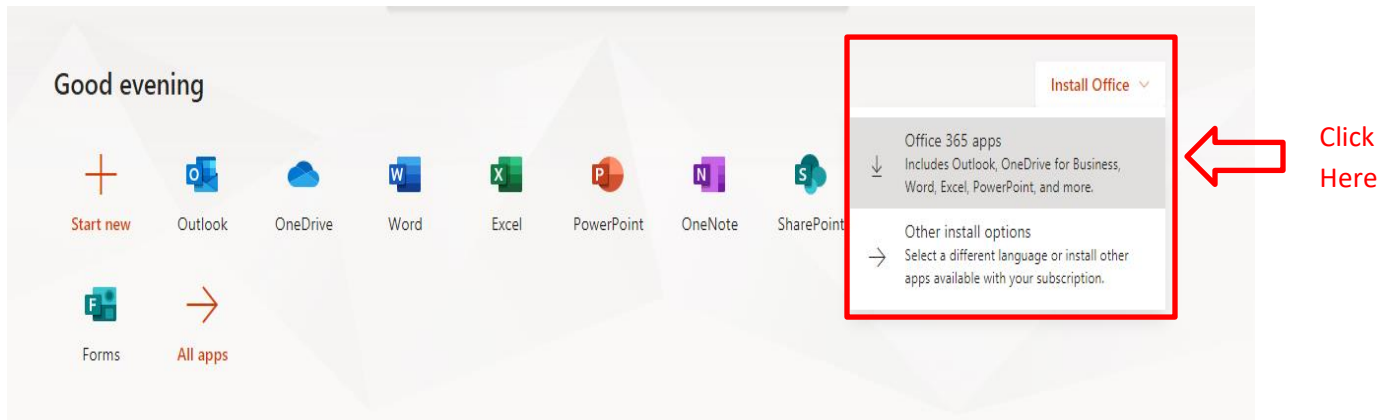 Good evening
Install Office
Office 365 apps
Includes Outlook, OneDrive for Business,
Word, Excel, PowerPoint, and more.
Click
Here
Start new
Outlook
OneDrive
Word
Excel
PowerPoint
OneNote
SharePoint
Other install options
Select a different language or install other
apps available with your subscription.
Forms
All apps